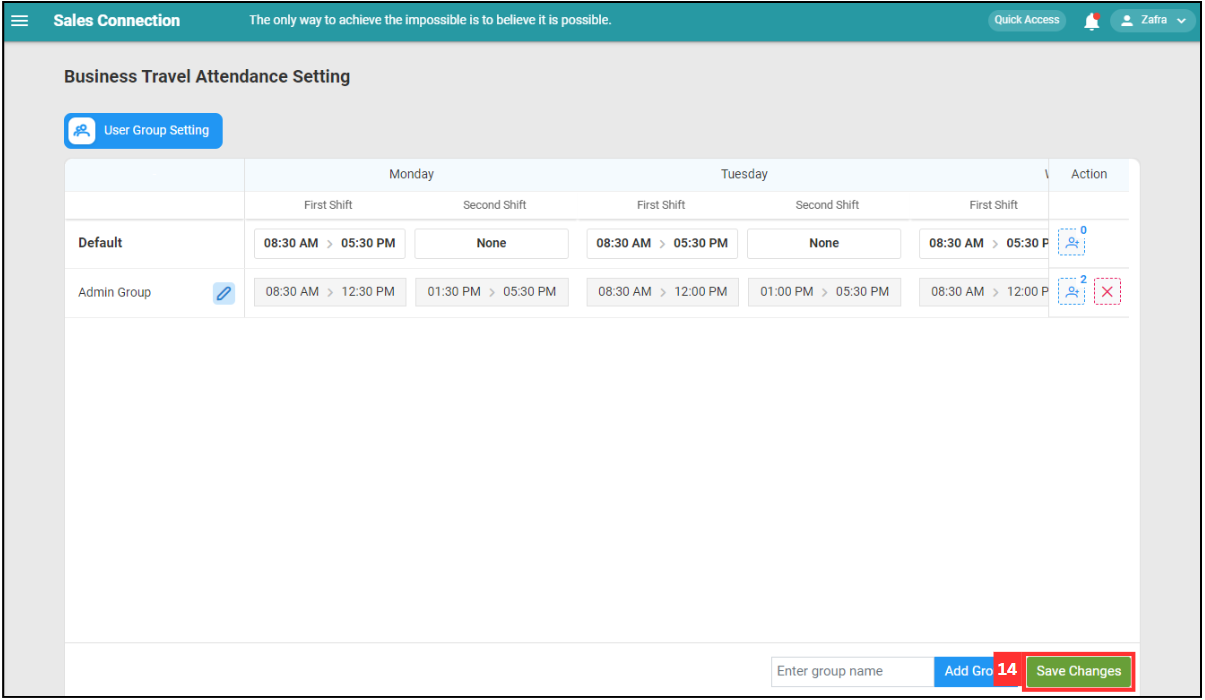 Sales Connection The only way to achieve the impossible is to believe it is possible. Quick Access Zafra
Business Travel Attendance Setting
User Group Setting
Monday Tuesday Action
First Shift Second Shift First Shift Second Shift First Shift
Default 08:30 AM > 05:30 PM None 08:30 AM > 05:30 PM None 08:30 AM > 05:30 P 0
Admin Group 08:30 AM > 12:30 PM 01:30 PM > 05:30 PM 08:30 AM > 12:00 PM 01:00 PM > 05:30 PM 08:30 AM > 12:00 P 2
Enter group name Add Gro 14 Save Changes